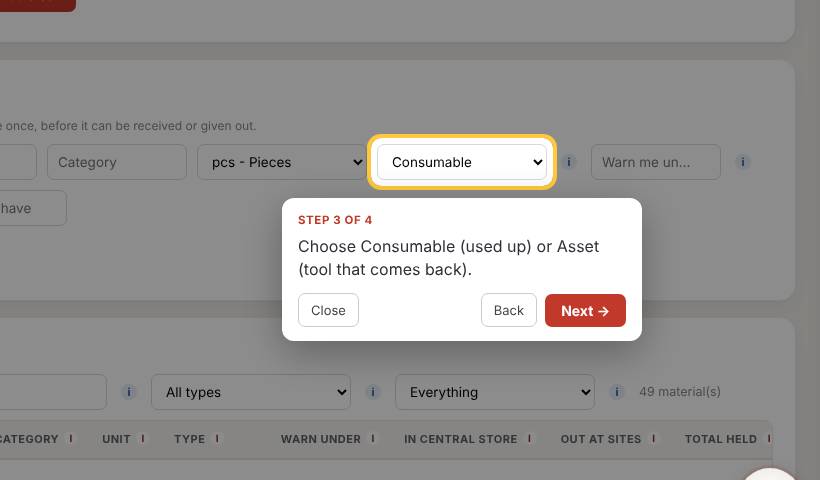 e once, before it can be received or given out.
Category
pcs - Pieces
Consumable
i
Warn me un...
i
have
STEP 3 OF 4
Choose Consumable (used up) or Asset
(tool that comes back).
Close
Back
Next →
i
All types
i
Everything
i
49 material(s)
CATEGORY I
UNIT I
TYPE I
WARN UNDER I
IN CENTRAL STORE I
OUT AT SITES I
TOTAL HELD I